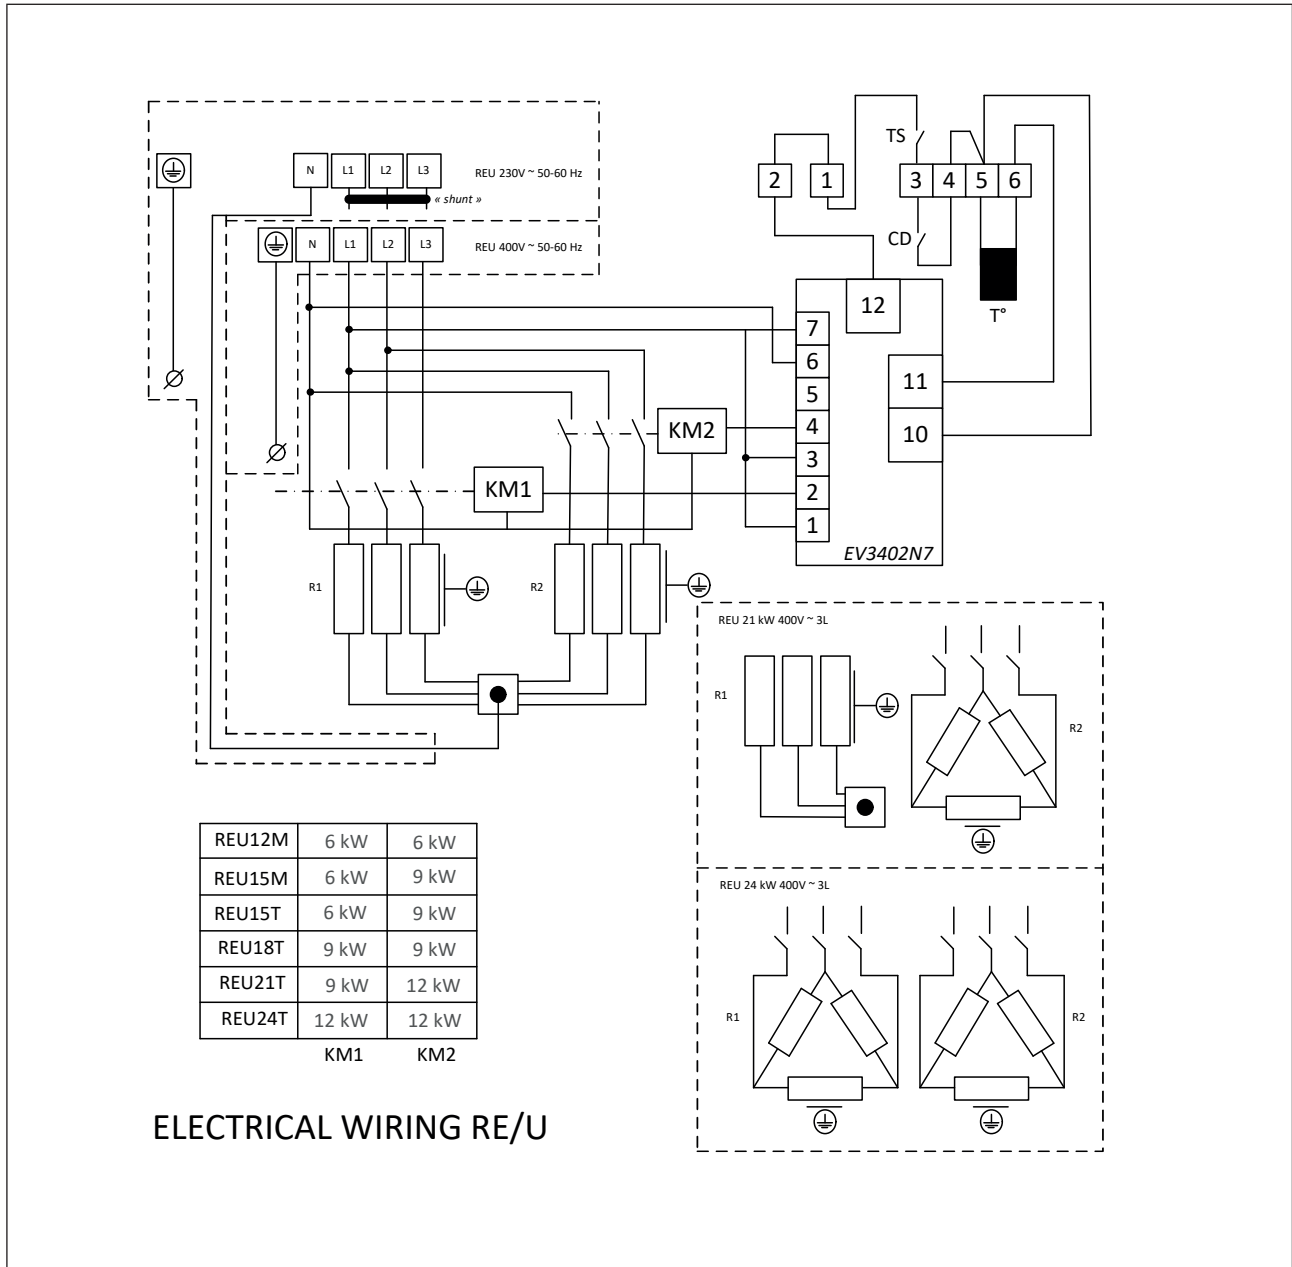 TS
2
1
3
4
5
6
N
L1
L2
L3
REU 230V ~ 50-60 Hz
« shunt »
CD
N
L1
L2
L3
REU 400V ~ 50-60 Hz
T°
12
7
6
5
4
3
2
1
11
10
EV3402N7
KM2
KM1
R1
R2
REU 21 kW 400V ~ 3L
R1
R2
REU 24 kW 400V ~ 3L
R1
R2
REU12M 6 kW 6 kW
REU15M 6 kW 9 kW
REU15T 6 kW 9 kW
REU18T 9 kW 9 kW
REU21T 9 kW 12 kW
REU24T 12 kW 12 kW
KM1 KM2
ELECTRICAL WIRING RE/U